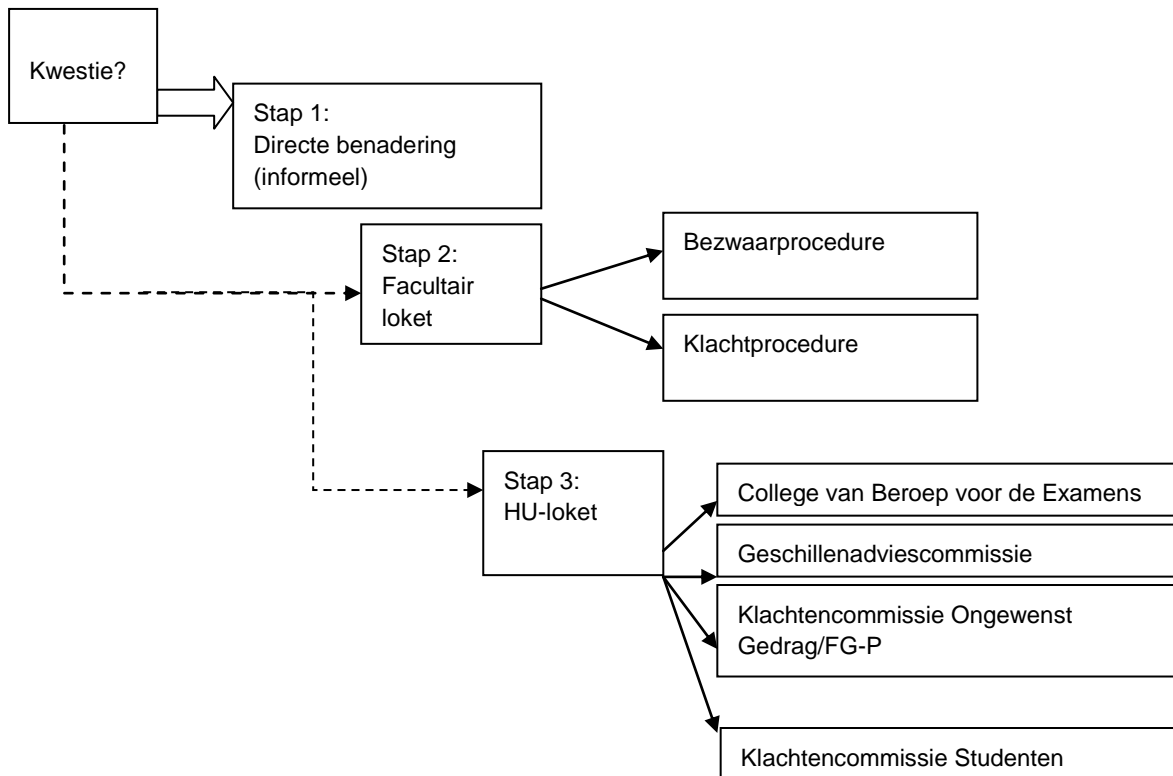 Kwestie?
Stap 1:
Directe benadering
(informeel)
Stap 2:
Facultair
loket
Bezwaarprocedure
Klachtprocedure
Stap 3:
HU-loket
College van Beroep voor de Examens
Geschillenadviescommissie
Klachtencommissie Ongewenst
Gedrag/FG-P
Klachtencommissie Studenten